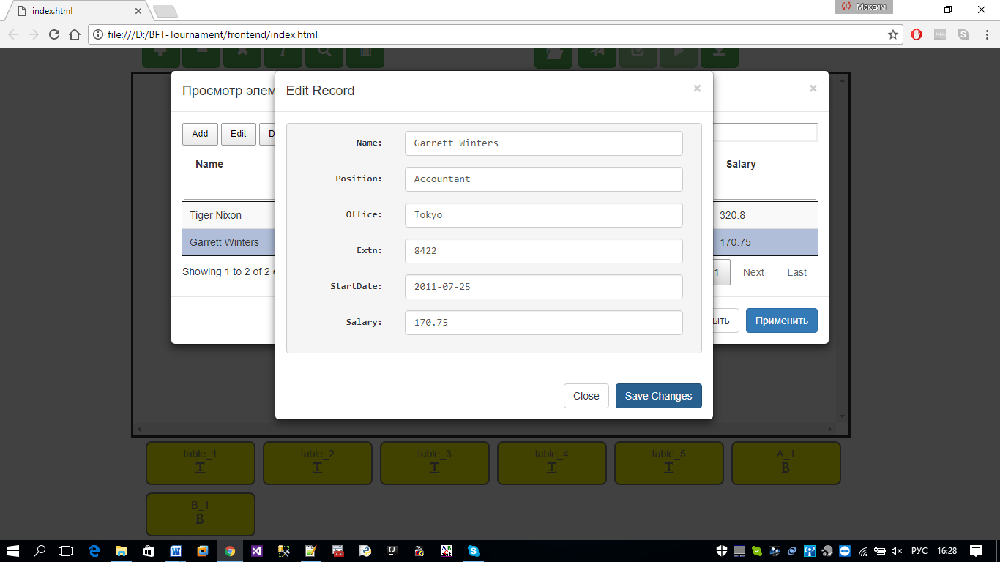 index.html
Максим
file:///D:/BFT-Tournament/frontend/index.html
Просмотр элем
Edit Record
Add
Edit
D
Name
Salary
Tiger Nixon
320.8
Garrett Winters
170.75
Showing 1 to 2 of 2 e
1
Next
Last
ыть
Применить
Name:
Garrett Winters
Position:
Accountant
Office:
Tokyo
Extn:
8422
StartDate:
2011-07-25
Salary:
170.75
Close
Save Changes
table_1
T
table_2
T
table_3
T
table_4
T
table_5
T
A_1
B
B_1
B
РУС
16:28